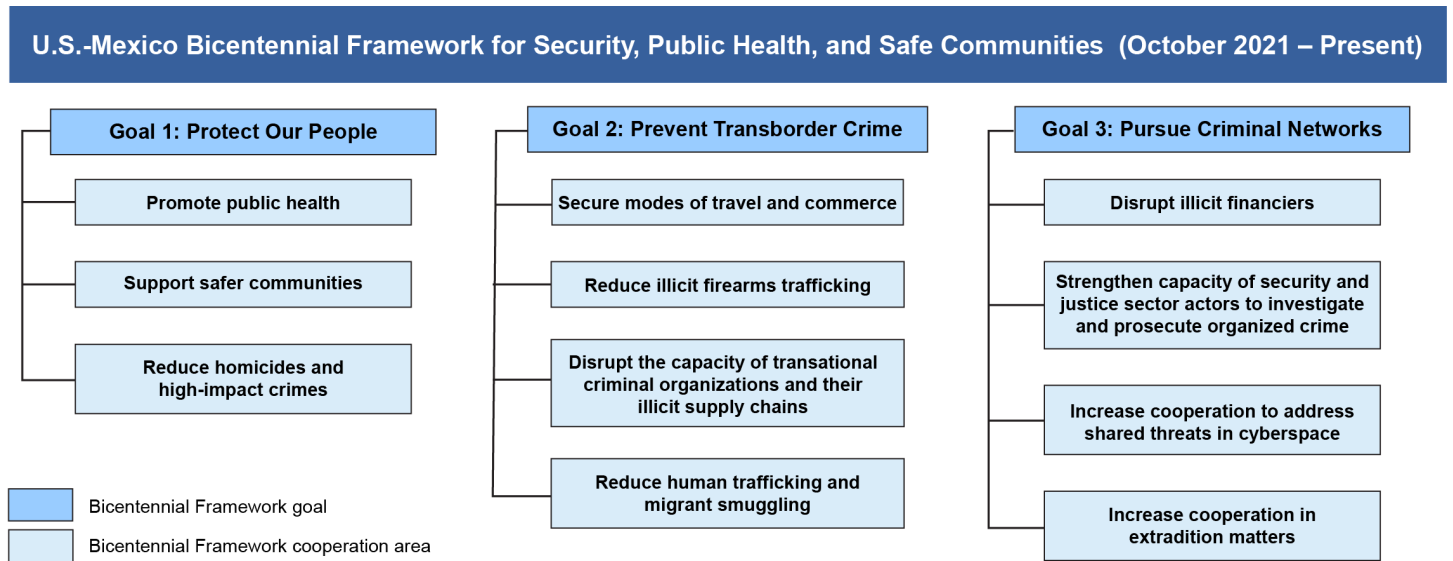 U.S.-Mexico Bicentennial Framework for Security, Public Health, and Safe Communities (October 2021 – Present)
Goal 1: Protect Our People
Promote public health
Support safer communities
Reduce homicides and
high-impact crimes
Goal 2: Prevent Transborder Crime
Secure modes of travel and commerce
Reduce illicit firearms trafficking
Disrupt the capacity of transational
criminal organizations and their
illicit supply chains
Reduce human trafficking and
migrant smuggling
Goal 3: Pursue Criminal Networks
Disrupt illicit financiers
Strengthen capacity of security and
justice sector actors to investigate
and prosecute organized crime
Increase cooperation to address
shared threats in cyberspace
Increase cooperation in
extradition matters
Bicentennial Framework goal
Bicentennial Framework cooperation area